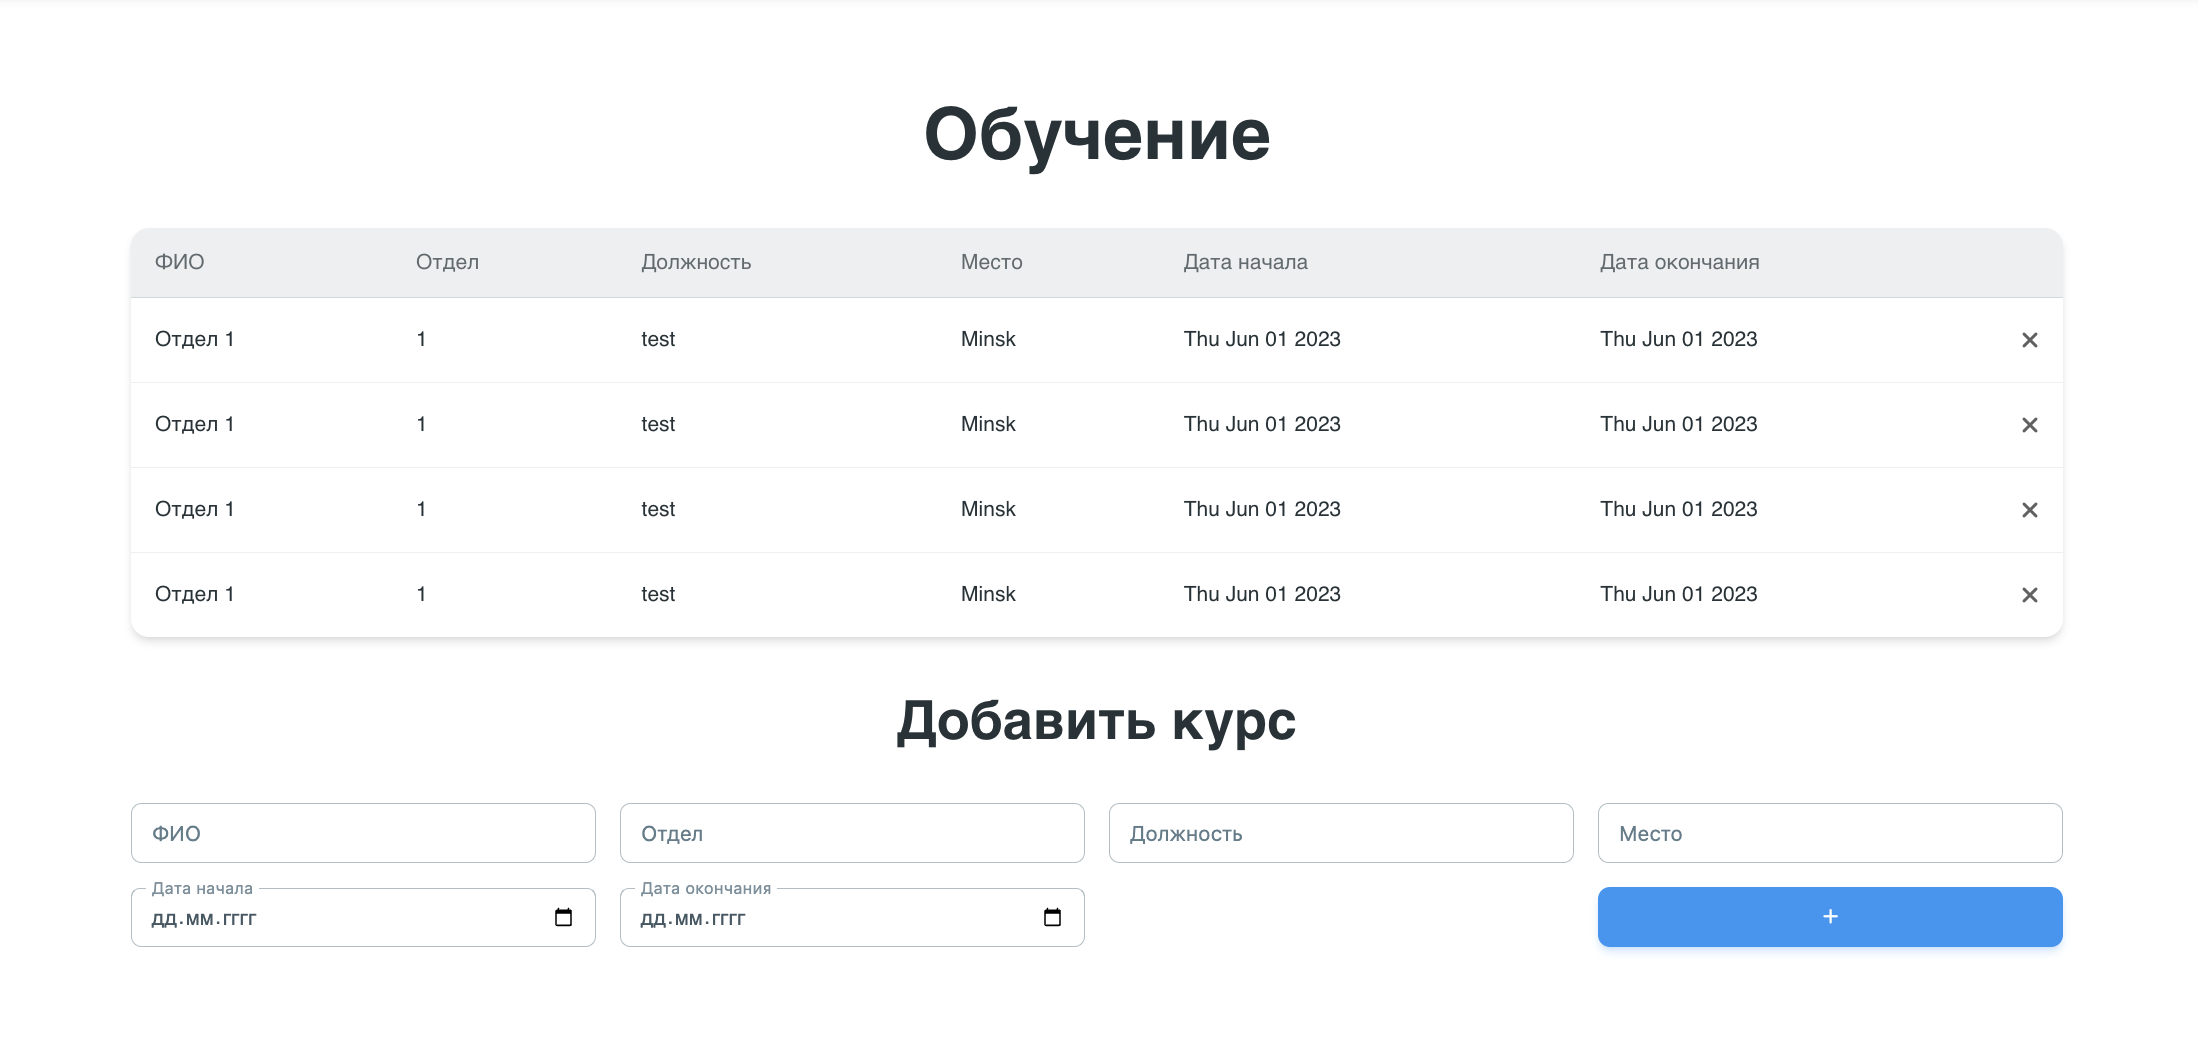 Обучение
ФИО Отдел Должность Место Дата начала Дата окончания
Отдел 1 1 test Minsk Thu Jun 01 2023 Thu Jun 01 2023
Отдел 1 1 test Minsk Thu Jun 01 2023 Thu Jun 01 2023
Отдел 1 1 test Minsk Thu Jun 01 2023 Thu Jun 01 2023
Отдел 1 1 test Minsk Thu Jun 01 2023 Thu Jun 01 2023
Добавить курс
ФИО Отдел Должность Место
Дата начала Дата окончания
дд.мм.гггг дд.мм.гггг +